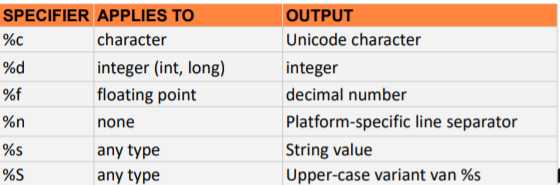 SPECIFIER APPLIES TO OUTPUT
%c character Unicode character
%d integer (int, long) integer
%f floating point decimal number
%n none Platform-specific line separator
%s any type String value
%S any type Upper-case variant van %s